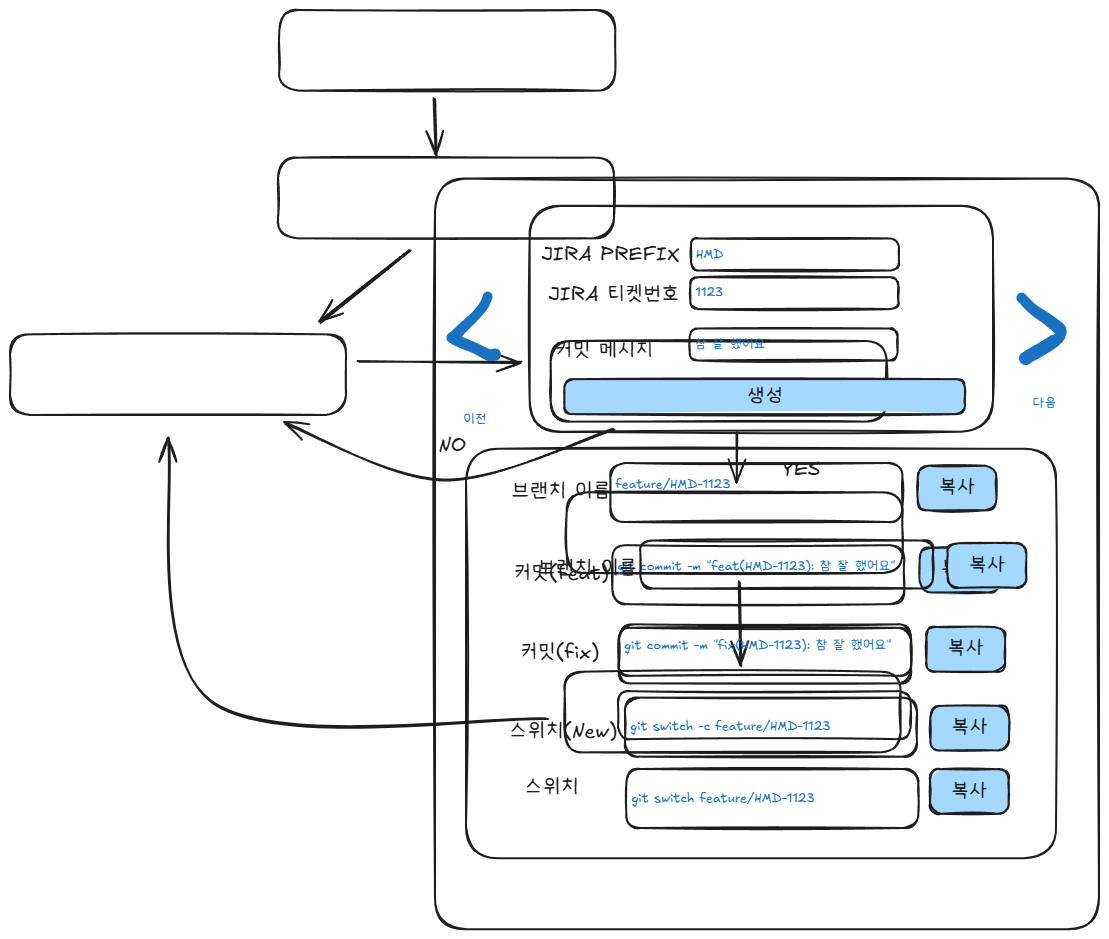 JIRA PREFIX
HMD
JIRA 티켓번호
1123
커밋 메시지
참 잘 했어요
생성
이전
다음
NO
YES
브랜치 이름
feature/HMD-1123
복사
브랜치 이름
커밋(feat)
git commit -m "feat(HMD-1123): 참 잘 했어요"
복사
커밋(fix)
git commit -m "fix(HMD-1123): 참 잘 했어요"
복사
스위치(New)
git switch -c feature/HMD-1123
복사
스위치
git switch feature/HMD-1123
복사